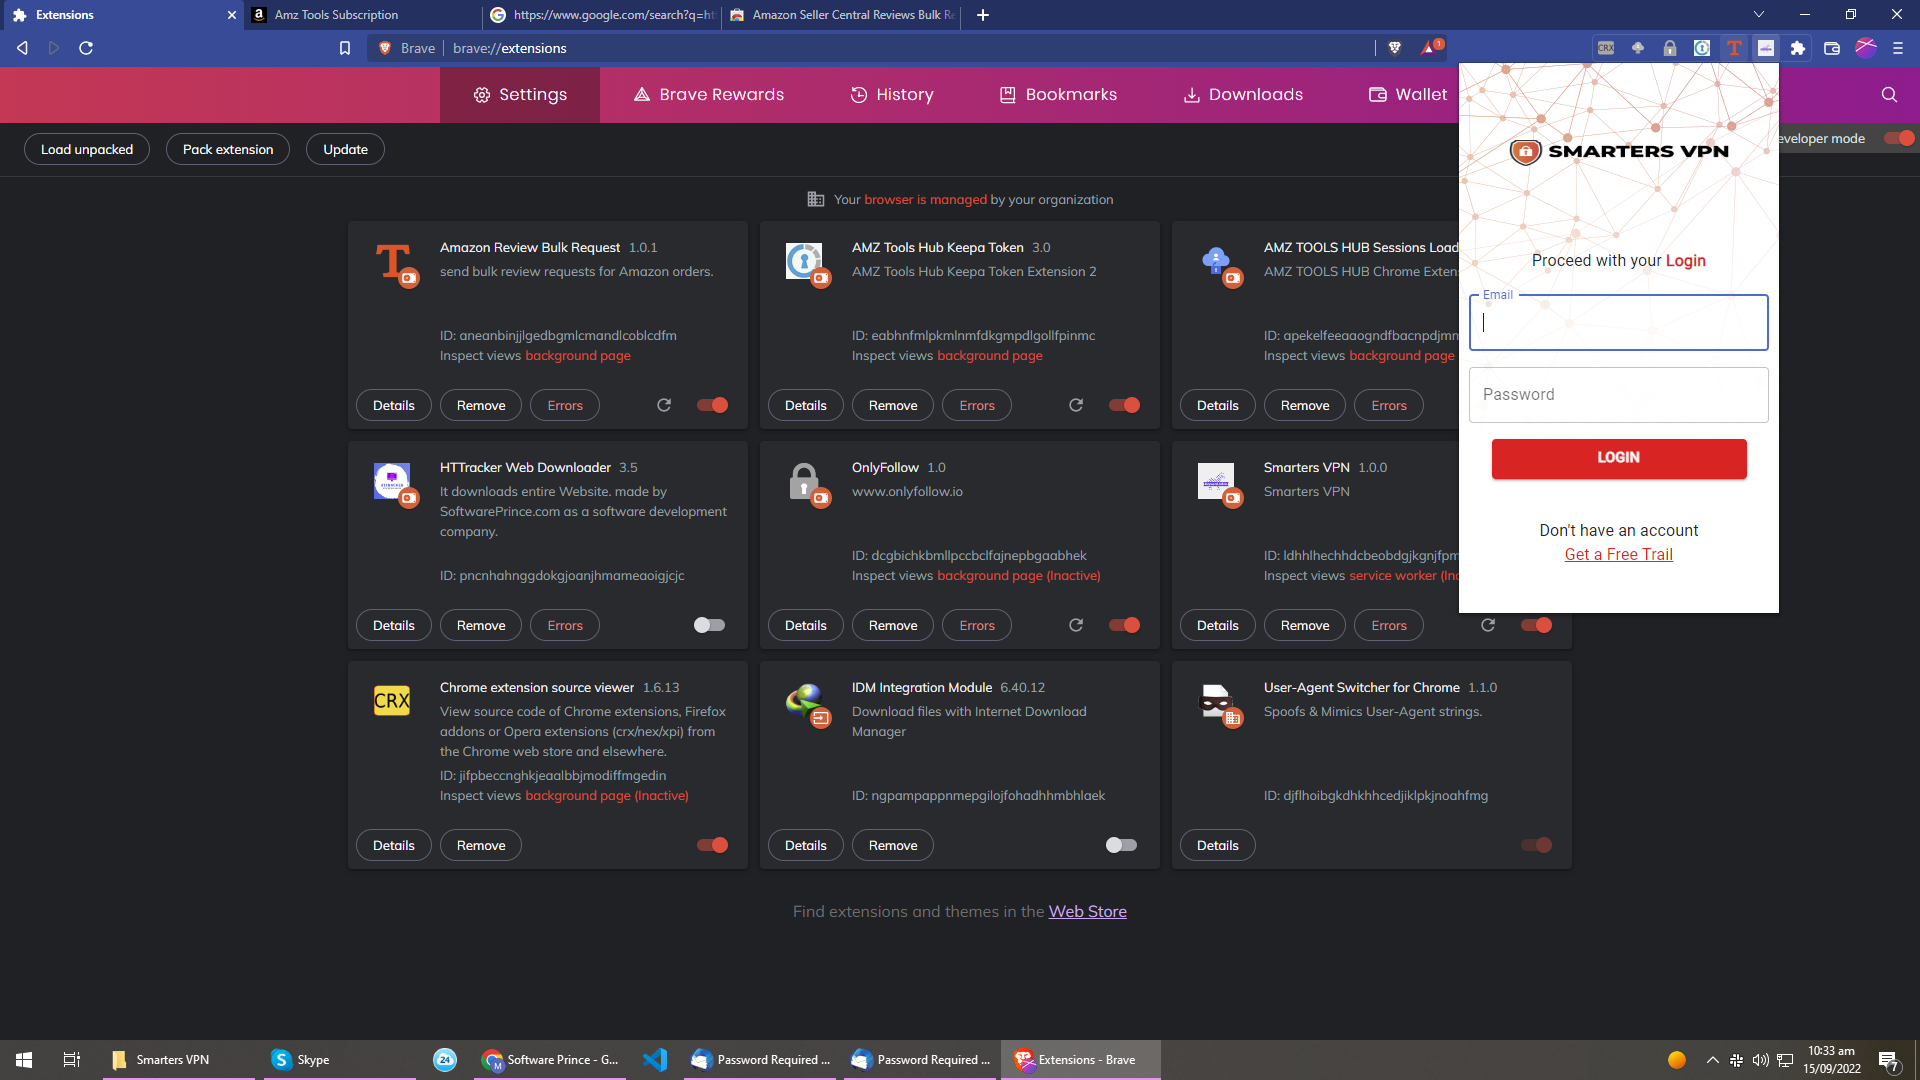 Extensions
Amz Tools Subscription
https://www.google.com/search?q=ht
Amazon Seller Central Reviews Bulk Re
Brave
brave://extensions
1
Settings
Brave Rewards
History
Bookmarks
Downloads
Wallet
Load unpacked
Pack extension
Update
eveloper mode
Your browser is managed by your organization
Amazon Review Bulk Request 1.0.1
send bulk review requests for Amazon orders.
ID: aneanbinjjlgedbgmlcmandlcoblcdfm
Inspect views background page
Details
Remove
Errors
AMZ Tools Hub Keepa Token 3.0
AMZ Tools Hub Keepa Token Extension 2
ID: eabhnfmlpkmlnmfdkgmpdlgollfpinmc
Inspect views background page
Details
Remove
Errors
AMZ TOOLS HUB Sessions Load
AMZ TOOLS HUB Chrome Exten
ID: apekelfeeaaogndfbacnpdjmn
Inspect views background page
Details
Remove
Errors
HTTracker Web Downloader 3.5
It downloads entire Website. made by
SoftwarePrince.com as a software development
company.
ID: pncnhahnggdokgjoanjhmameaoigjcjc
Details
Remove
Errors
OnlyFollow 1.0
www.onlyfollow.io
ID: dcgbichkbmllpccbclfajnepbgaabhek
Inspect views background page (Inactive)
Details
Remove
Errors
Smarters VPN 1.0.0
Smarters VPN
ID: ldhhlhechhdcbeobdgjkgnjfpm
Inspect views service worker (Ina
Details
Remove
Errors
CRX
Chrome extension source viewer 1.6.13
View source code of Chrome extensions, Firefox
addons or Opera extensions (crx/nex/xpi) from
the Chrome web store and elsewhere.
ID: jifpbeccnghkjeaalbbjmodiffmgedin
Inspect views background page (Inactive)
Details
Remove
IDM Integration Module 6.40.12
Download files with Internet Download
Manager
ID: ngpampappnmepgilojfohadhhmbhlaek
Details
Remove
User-Agent Switcher for Chrome 1.1.0
Spoofs & Mimics User-Agent strings.
ID: djflhoibgkdhkhhcedjiklpkjnoahfmg
Details
Find extensions and themes in the Web Store
SMARTERS VPN
Proceed with your Login
Email
Password
LOGIN
Don't have an account
Get a Free Trail
Smarters VPN
Skype
24
Software Prince - G...
Password Required ...
Password Required ...
Extensions - Brave
10:33 am
15/09/2022
7